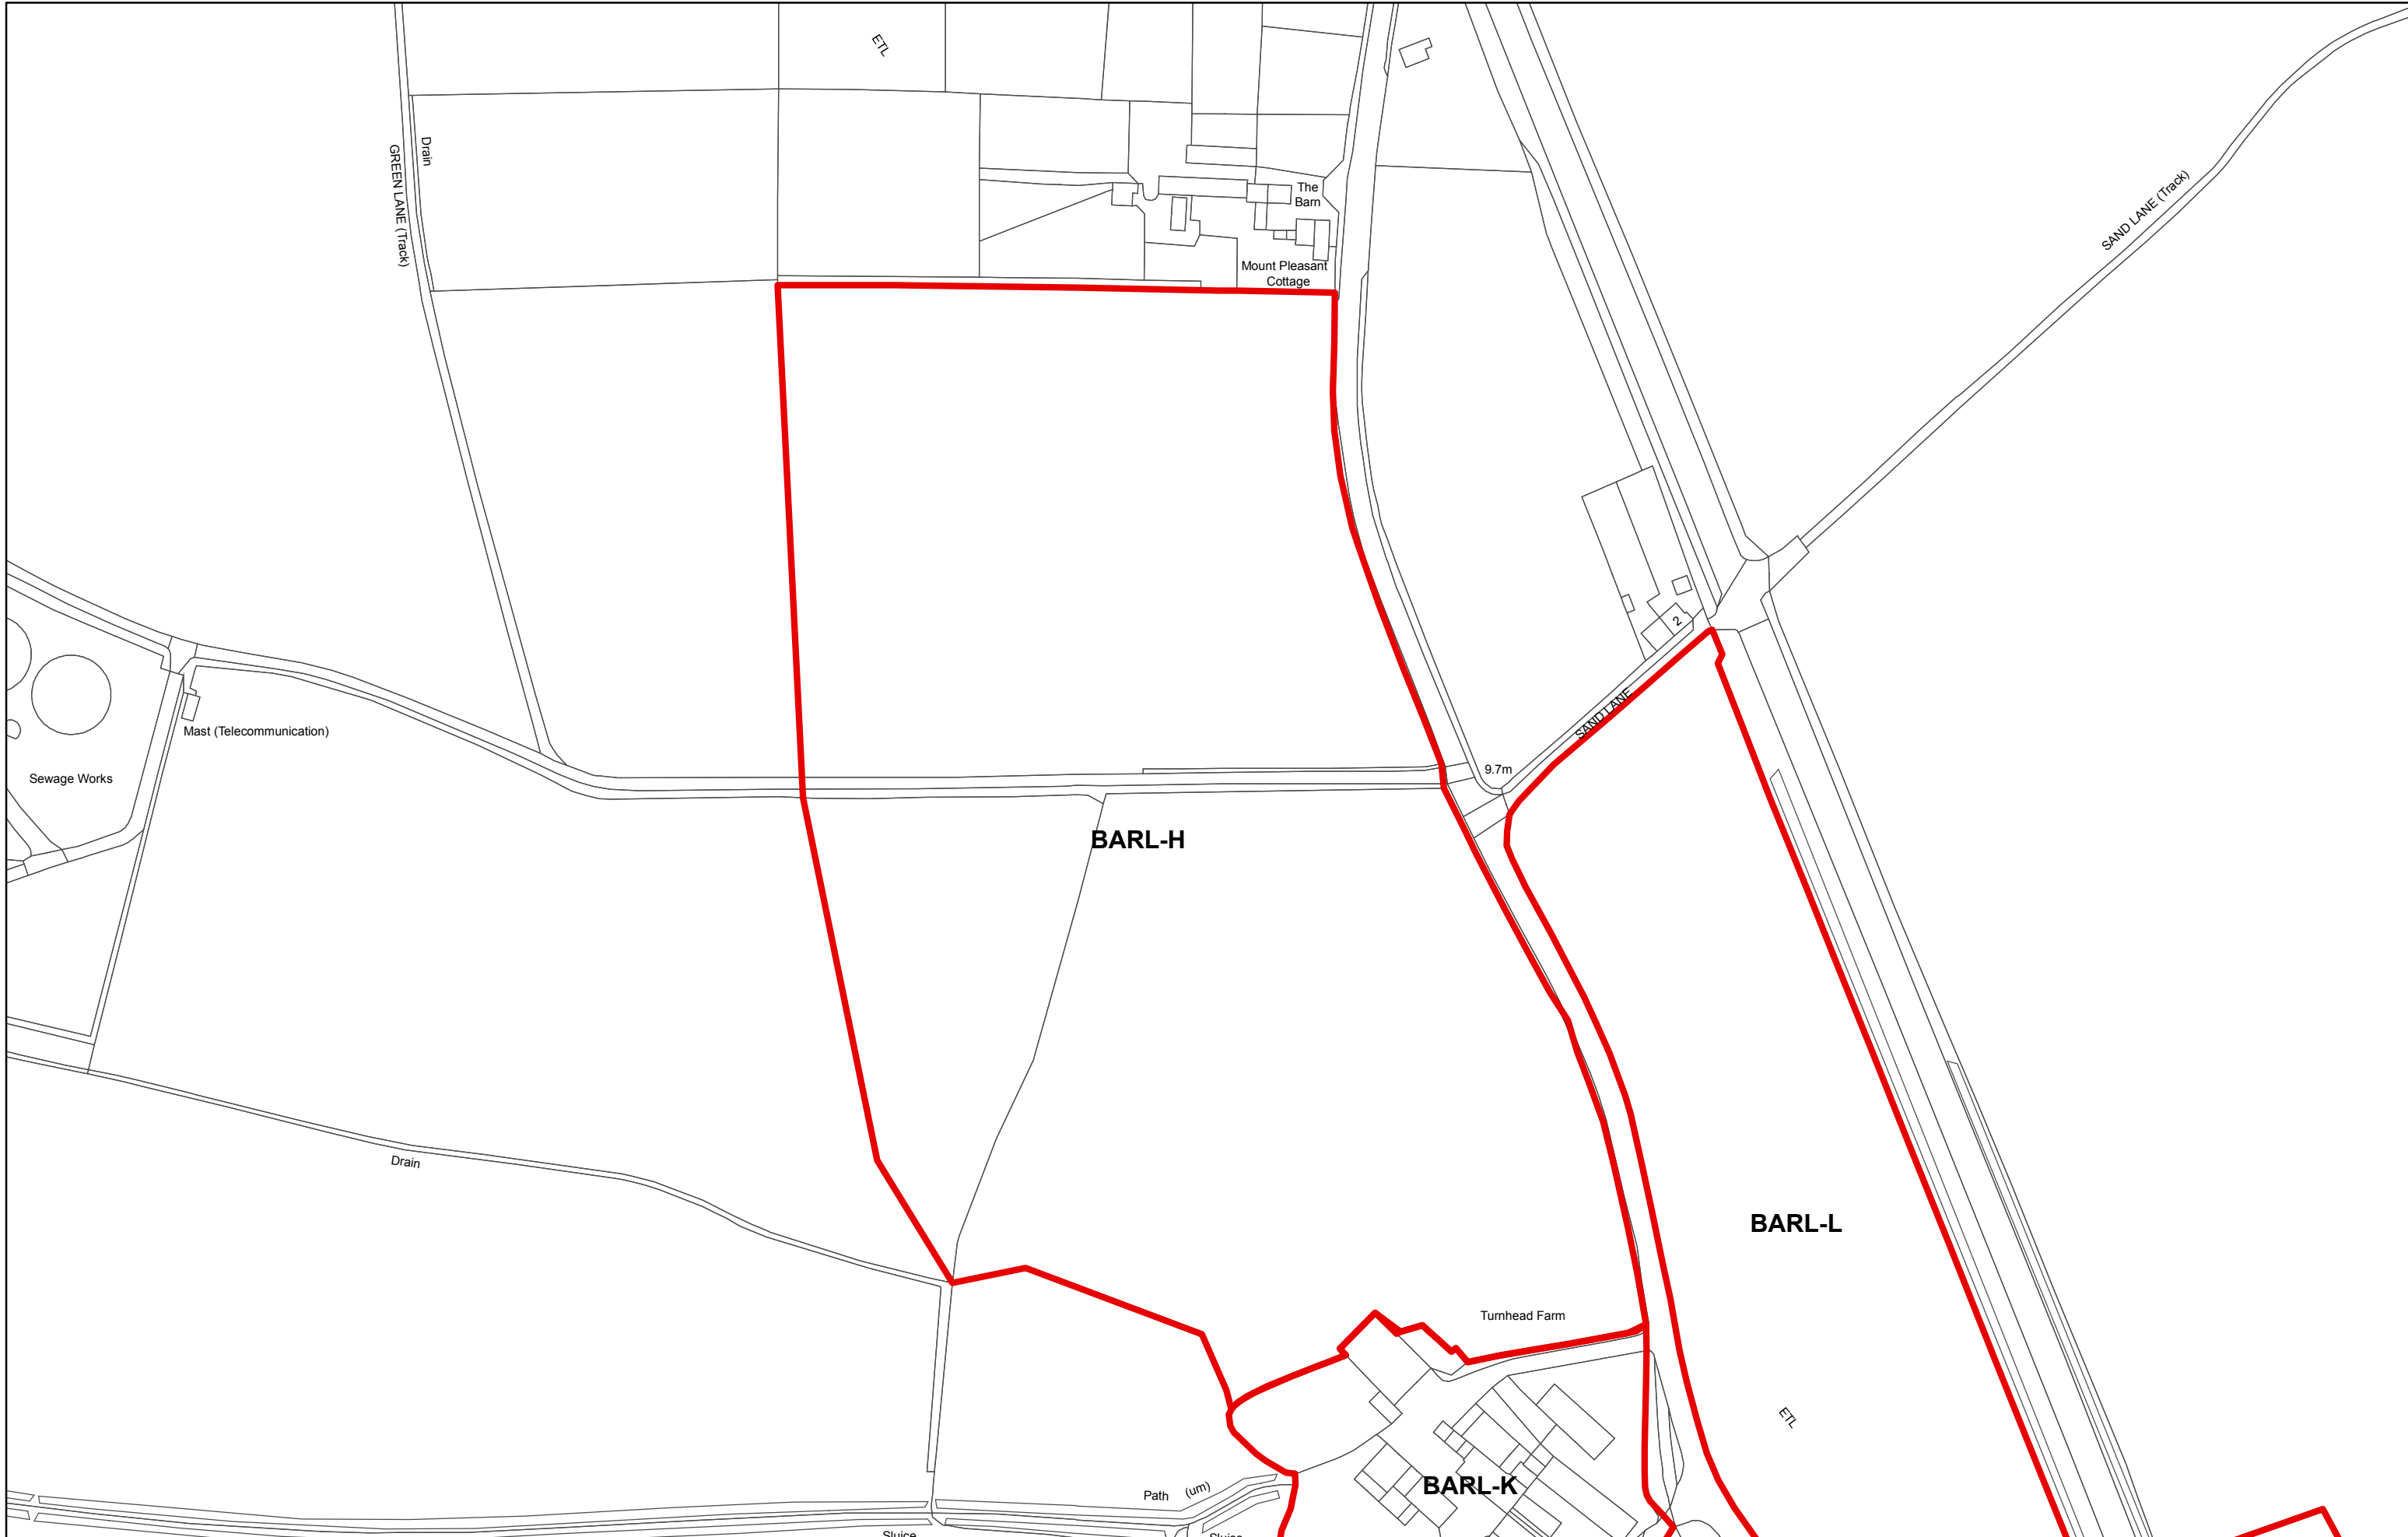 ETL
Drain
GREEN LANE (Track)
The
Barn
SAND LANE (Track)
Mount Pleasant
Cottage
2
SAND LANE
Mast (Telecommunication)
9.7m
Sewage Works
BARL-H
Drain
BARL-L
Turnhead Farm
ETL
BARL-K
Path (um)
Sluice
Sluice